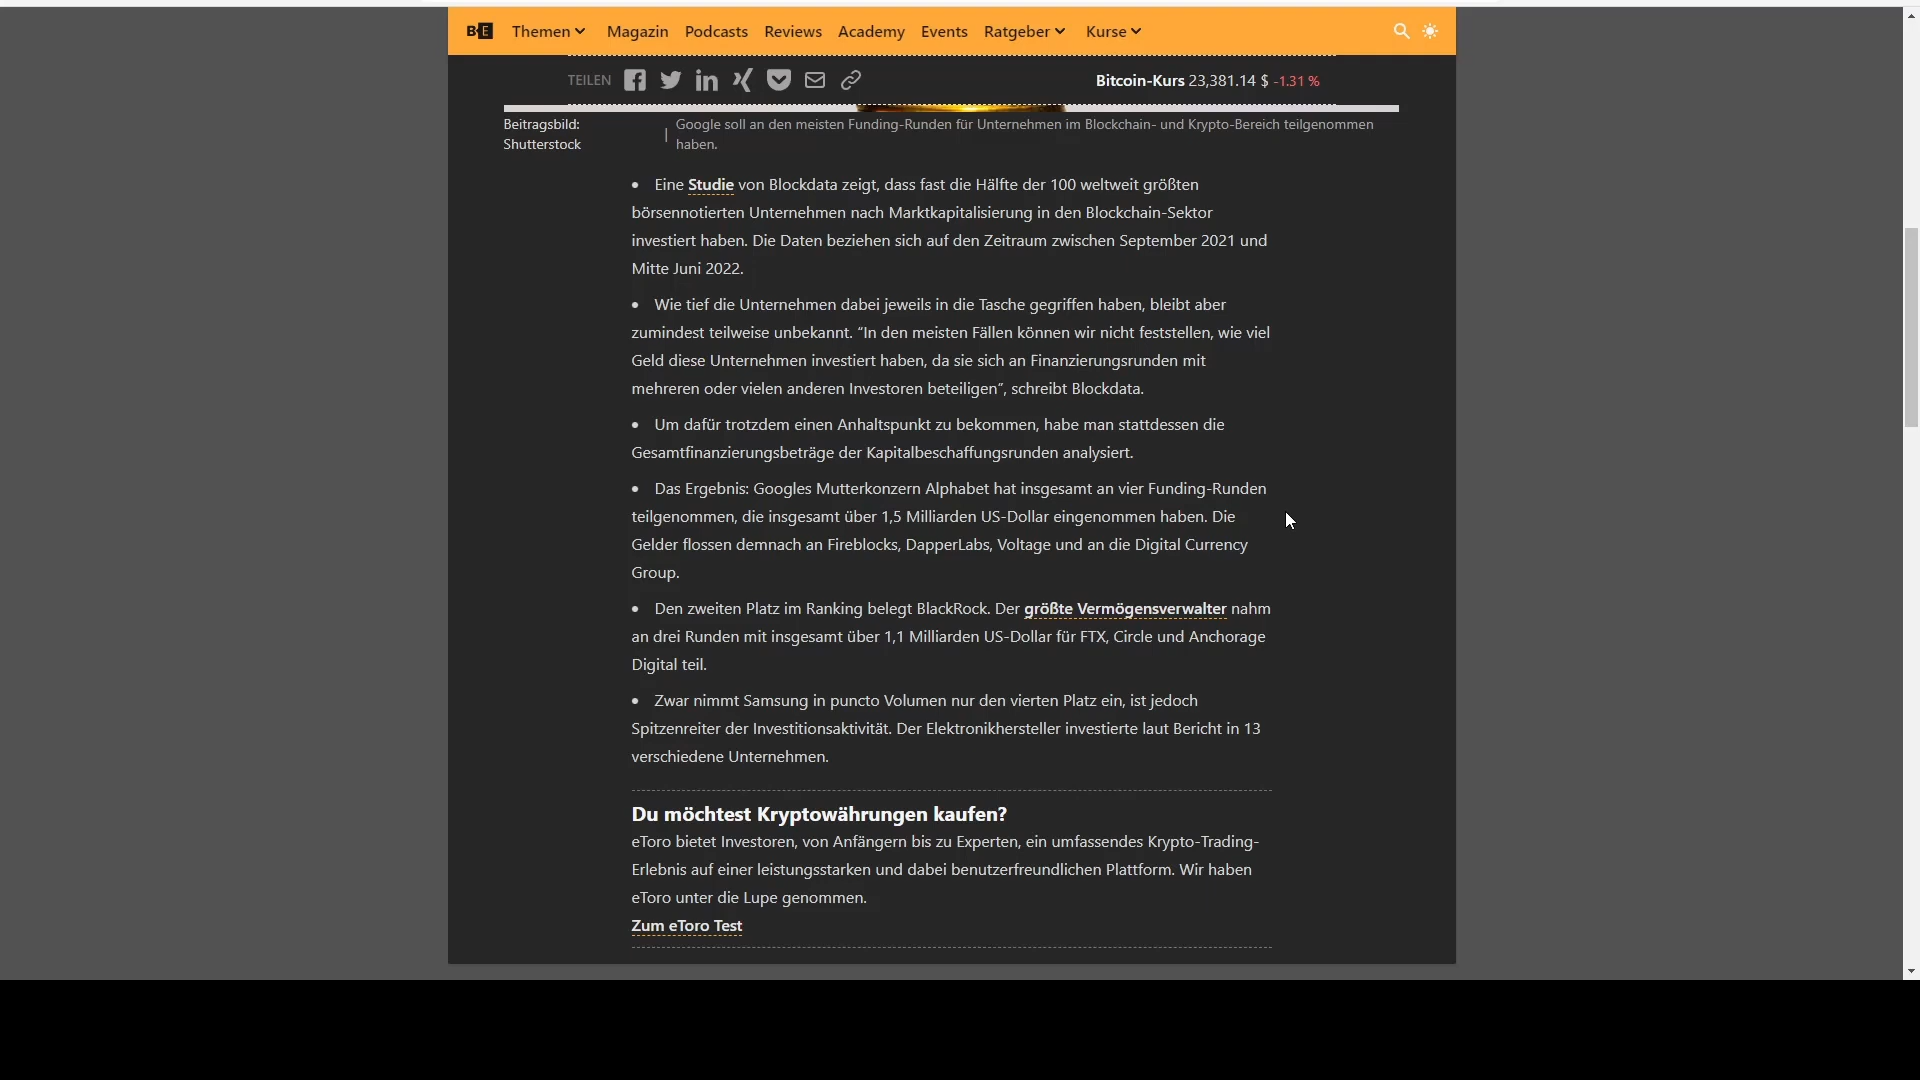 B€ Themen Magazin Podcasts Reviews Academy Events Ratgeber Kurse
TEILEN
Bitcoin-Kurs 23,381.14 $ -1.31 %
Beitragsbild:
Shutterstock
| Google soll an den meisten Funding-Runden für Unternehmen im Blockchain- und Krypto-Bereich teilgenommen
haben.
• Eine Studie von Blockdata zeigt, dass fast die Hälfte der 100 weltweit größten
börsennotierten Unternehmen nach Marktkapitalisierung in den Blockchain-Sektor
investiert haben. Die Daten beziehen sich auf den Zeitraum zwischen September 2021 und
Mitte Juni 2022.
• Wie tief die Unternehmen dabei jeweils in die Tasche gegriffen haben, bleibt aber
zumindest teilweise unbekannt. “In den meisten Fällen können wir nicht feststellen, wie viel
Geld diese Unternehmen investiert haben, da sie sich an Finanzierungsrunden mit
mehreren oder vielen anderen Investoren beteiligen”, schreibt Blockdata.
• Um dafür trotzdem einen Anhaltspunkt zu bekommen, habe man stattdessen die
Gesamtfinanzierungsbeträge der Kapitalbeschaffungsrunden analysiert.
• Das Ergebnis: Googles Mutterkonzern Alphabet hat insgesamt an vier Funding-Runden
teilgenommen, die insgesamt über 1,5 Milliarden US-Dollar eingenommen haben. Die
Gelder flossen demnach an Fireblocks, DapperLabs, Voltage und an die Digital Currency
Group.
• Den zweiten Platz im Ranking belegt BlackRock. Der größte Vermögensverwalter nahm
an drei Runden mit insgesamt über 1,1 Milliarden US-Dollar für FTX, Circle und Anchorage
Digital teil.
• Zwar nimmt Samsung in puncto Volumen nur den vierten Platz ein, ist jedoch
Spitzenreiter der Investitionsaktivität. Der Elektronikhersteller investierte laut Bericht in 13
verschiedene Unternehmen.
Du möchtest Kryptowährungen kaufen?
eToro bietet Investoren, von Anfängern bis zu Experten, ein umfassendes Krypto-Trading-
Erlebnis auf einer leistungsstarken und dabei benutzerfreundlichen Plattform. Wir haben
eToro unter die Lupe genommen.
Zum eToro Test